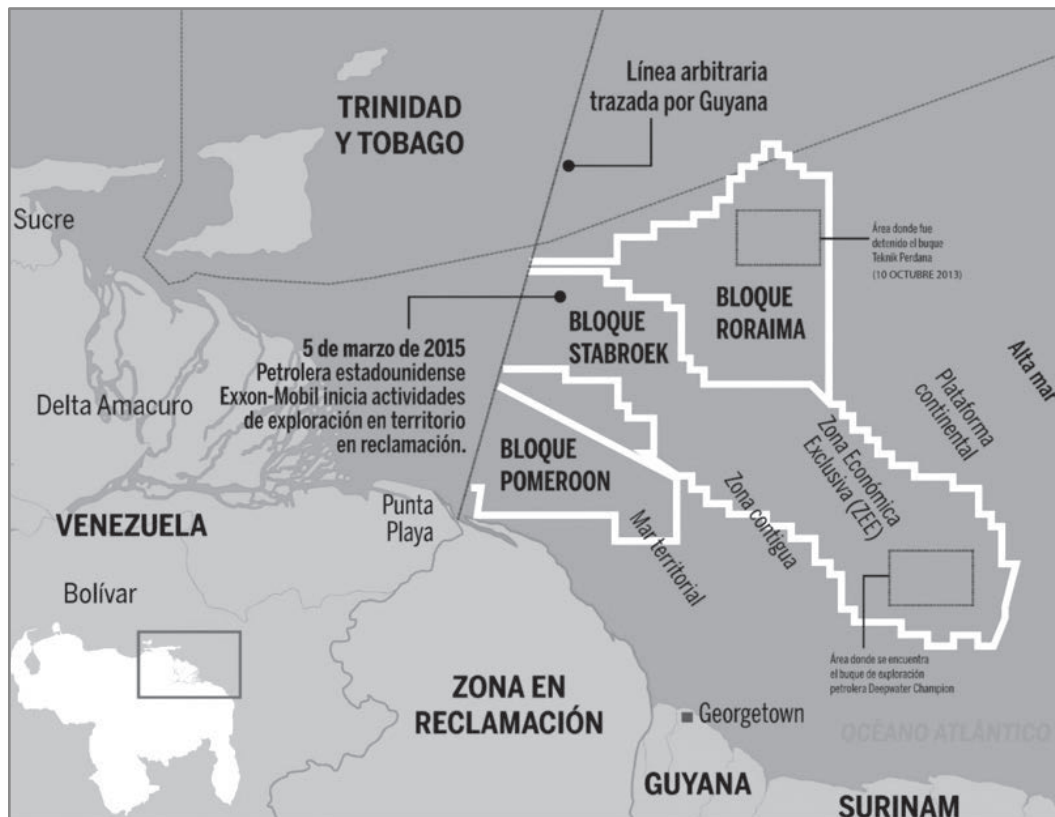 TRINIDAD
Y TOBAGO
Línea arbitraria
trazada por Guyana
Sucre
Área donde fue
detenido el buque
Teknik Perdana
(10 OCTUBRE 2013)
BLOQUE
RORAIMA
BLOQUE
STABROEK
5 de marzo de 2015
Petrolera estadounidense
Exxon-Mobil inicia actividades
de exploración en territorio
en reclamación.
Alta mar
Plataforma
continental
Delta Amacuro
Zona Económica
Exclusiva (ZEE)
BLOQUE
POMEROON
Zona contigua
Mar territorial
Punta
Playa
VENEZUELA
Bolívar
Área donde se encuentra
el buque de exploración
petrolera Deepwater Champion
ZONA EN
RECLAMACIÓN
Georgetown
OCÉANO ATLÁNTICO
GUYANA
SURINAM